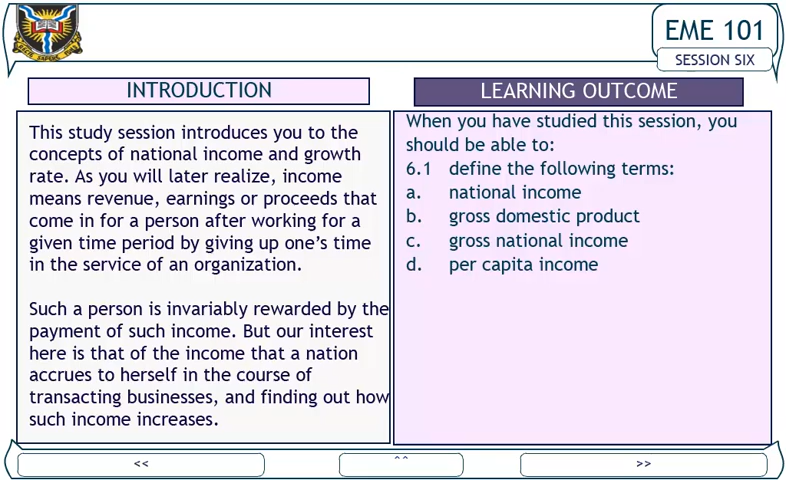 EME 101
SESSION SIX
INTRODUCTION
This study session introduces you to the
concepts of national income and growth
rate. As you will later realize, income
means revenue, earnings or proceeds that
come in for a person after working for a
given time period by giving up one’s time
in the service of an organization.
Such a person is invariably rewarded by the
payment of such income. But our interest
here is that of the income that a nation
accrues to herself in the course of
transacting businesses, and finding out how
such income increases.
LEARNING OUTCOME
When you have studied this session, you
should be able to:
6.1 define the following terms:
a. national income
b. gross domestic product
c. gross national income
d. per capita income
<<
^^
>>